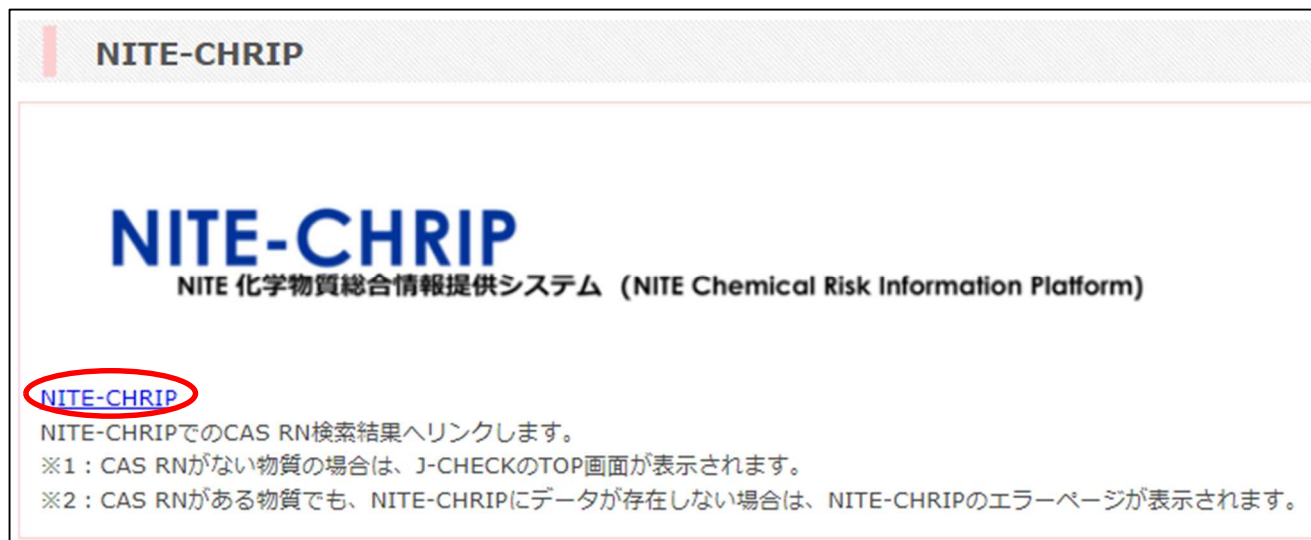 NITE-CHRIP
NITE-CHRIP
NITE 化学物質総合情報提供システム (NITE Chemical Risk Information Platform)
NITE-CHRIP
NITE-CHRIPでのCAS RN検索結果へリンクします。
※1：CAS RNがない物質の場合は、J-CHECKのTOP画面が表示されます。
※2：CAS RNがある物質でも、NITE-CHRIPにデータが存在しない場合は、NITE-CHRIPのエラーページが表示されます。